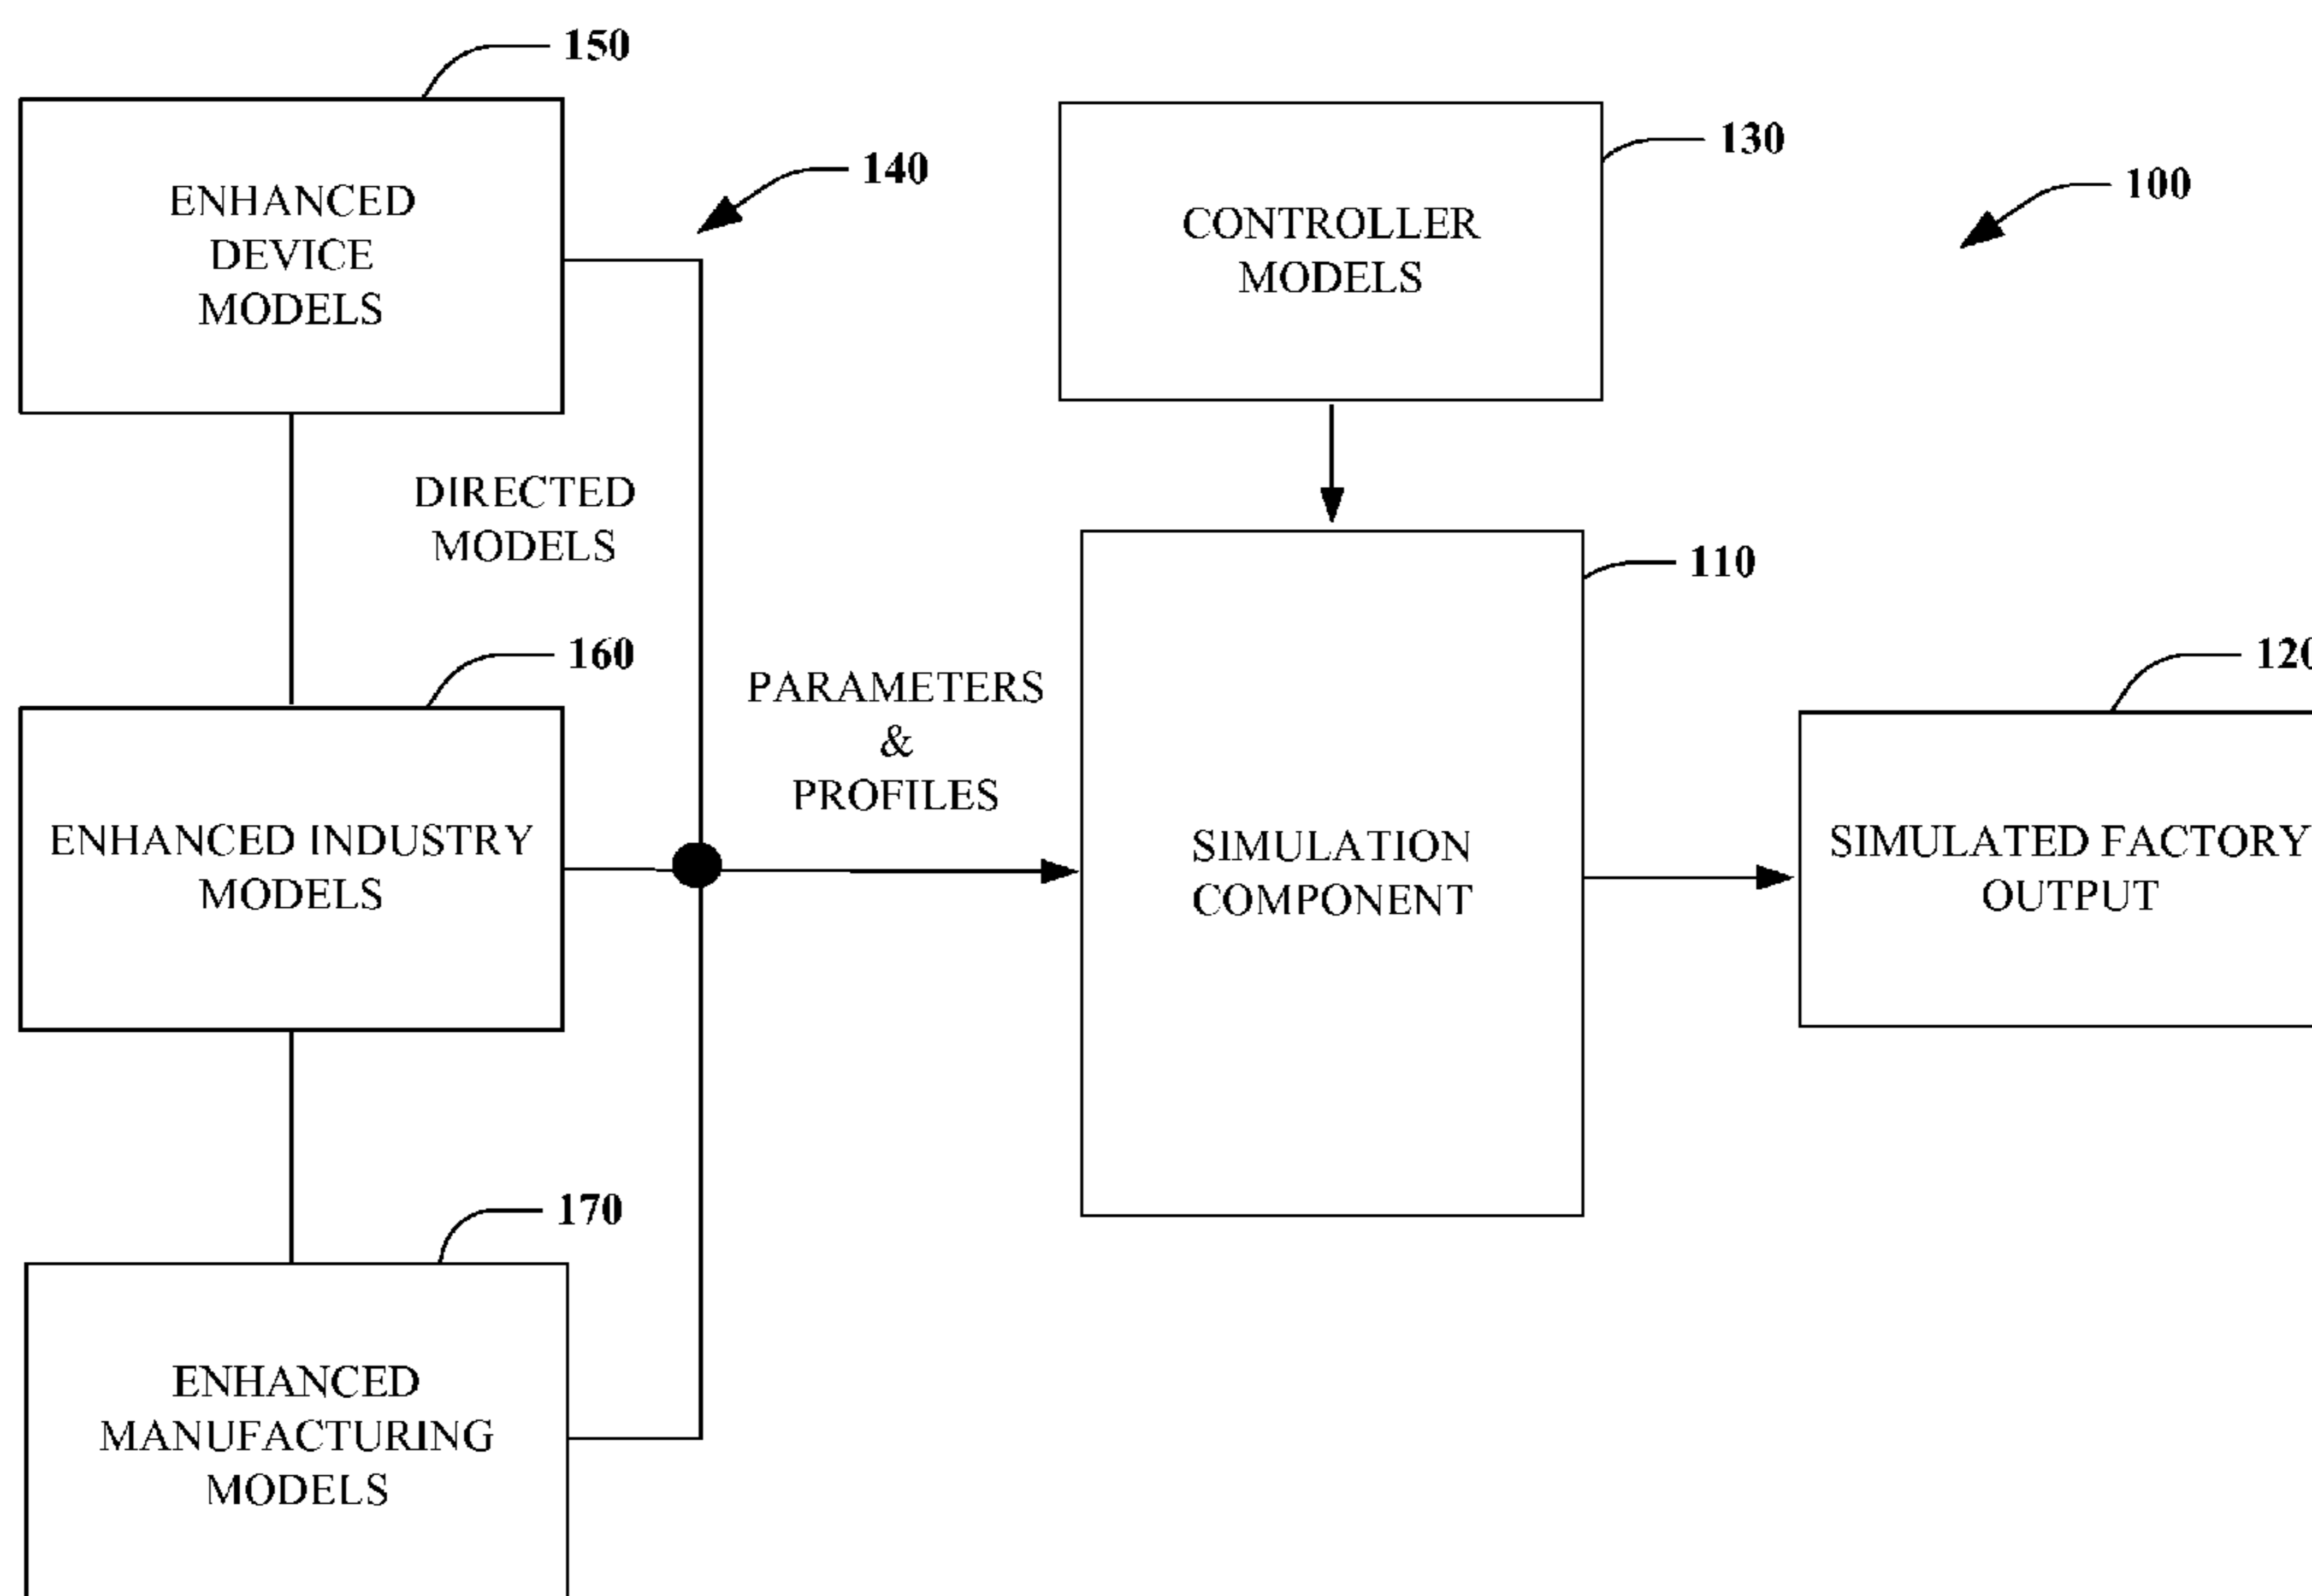 150
ENHANCED
DEVICE
MODELS
140
CONTROLLER
MODELS
130
100
DIRECTED
MODELS
110
160
PARAMETERS
&
PROFILES
120
ENHANCED INDUSTRY
MODELS
SIMULATION
COMPONENT
SIMULATED FACTORY
OUTPUT
170
ENHANCED
MANUFACTURING
MODELS